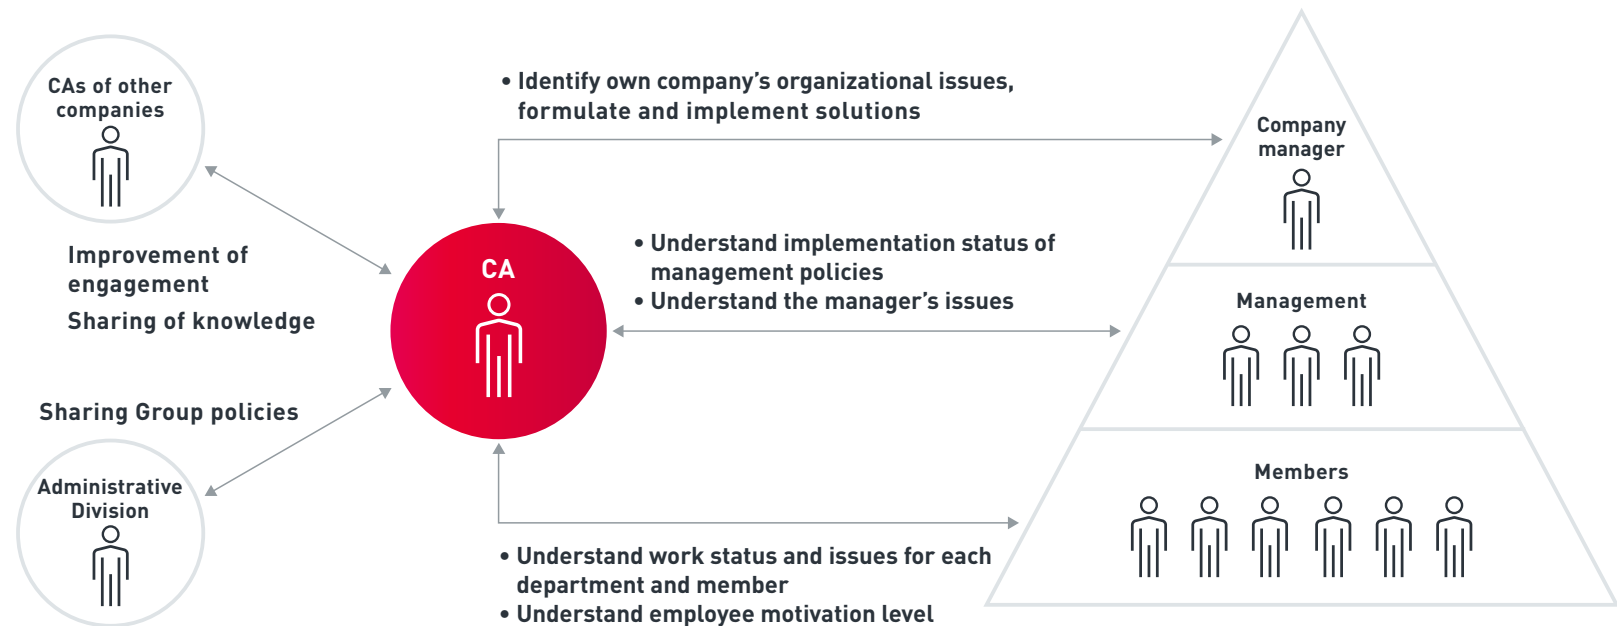 CAs of other
companies
Improvement of
engagement
Sharing of knowledge
Sharing Group policies
Administrative
Division
CA
• Identify own company’s organizational issues,
formulate and implement solutions
• Understand implementation status of
management policies
• Understand the manager’s issues
• Understand work status and issues for each
department and member
• Understand employee motivation level
Company
manager
Management
Members